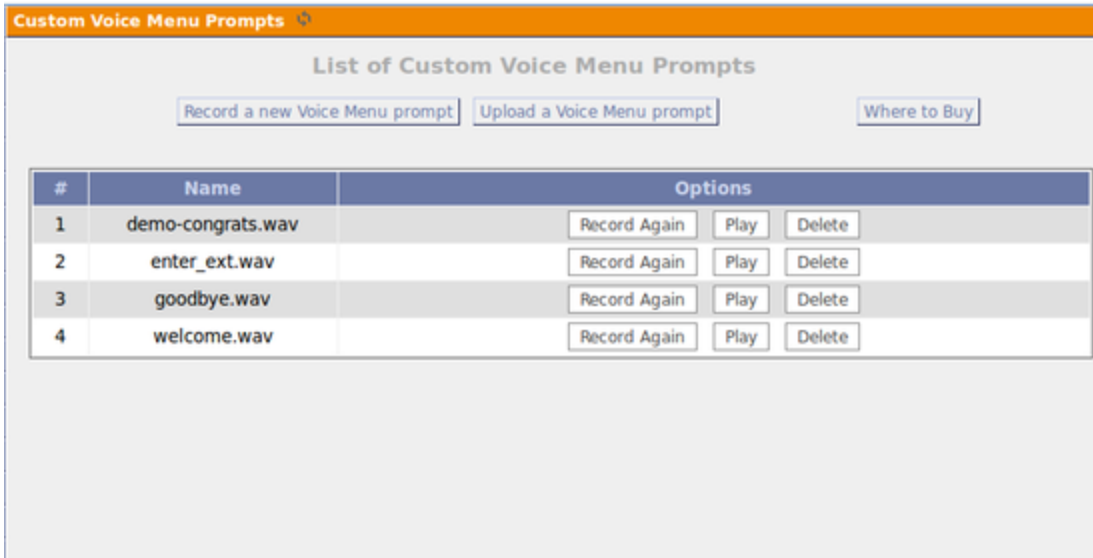 Custom Voice Menu Prompts
List of Custom Voice Menu Prompts
Record a new Voice Menu prompt Upload a Voice Menu prompt Where to Buy
# Name Options
1 demo-congrats.wav Record Again Play Delete
2 enter_ext.wav Record Again Play Delete
3 goodbye.wav Record Again Play Delete
4 welcome.wav Record Again Play Delete